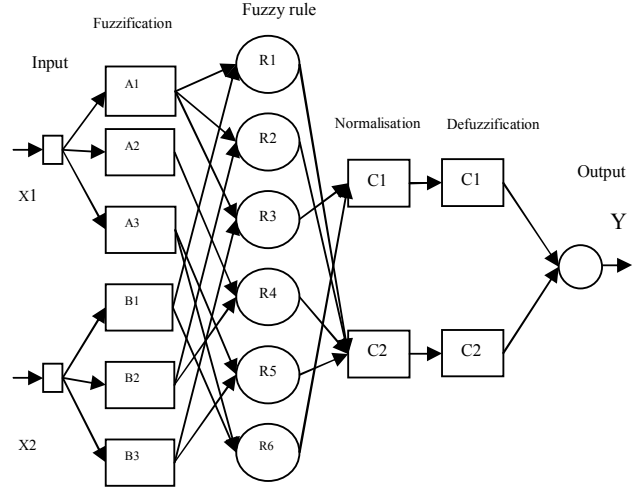 Fuzzy rule
Fuzzification
Input
Normalisation
Defuzzification
Output
X1
X2
A1
A2
A3
B1
B2
B3
R1
R2
R3
R4
R5
R6
C1
C2
C1
C2
Y